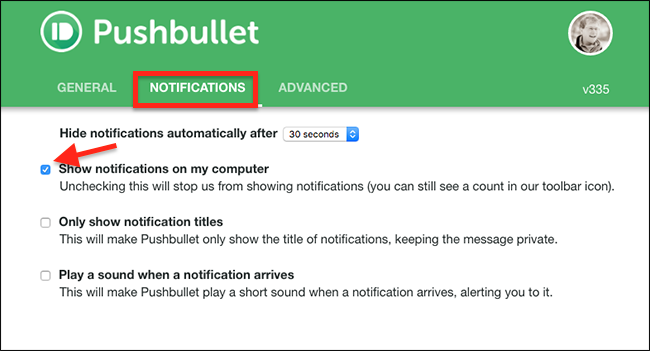 Pushbullet
GENERAL NOTIFICATIONS ADVANCED v335
Hide notifications automatically after 30 seconds
Show notifications on my computer
Unchecking this will stop us from showing notifications (you can still see a count in our toolbar icon).
Only show notification titles
This will make Pushbullet only show the title of notifications, keeping the message private.
Play a sound when a notification arrives
This will make Pushbullet play a short sound when a notification arrives, alerting you to it.